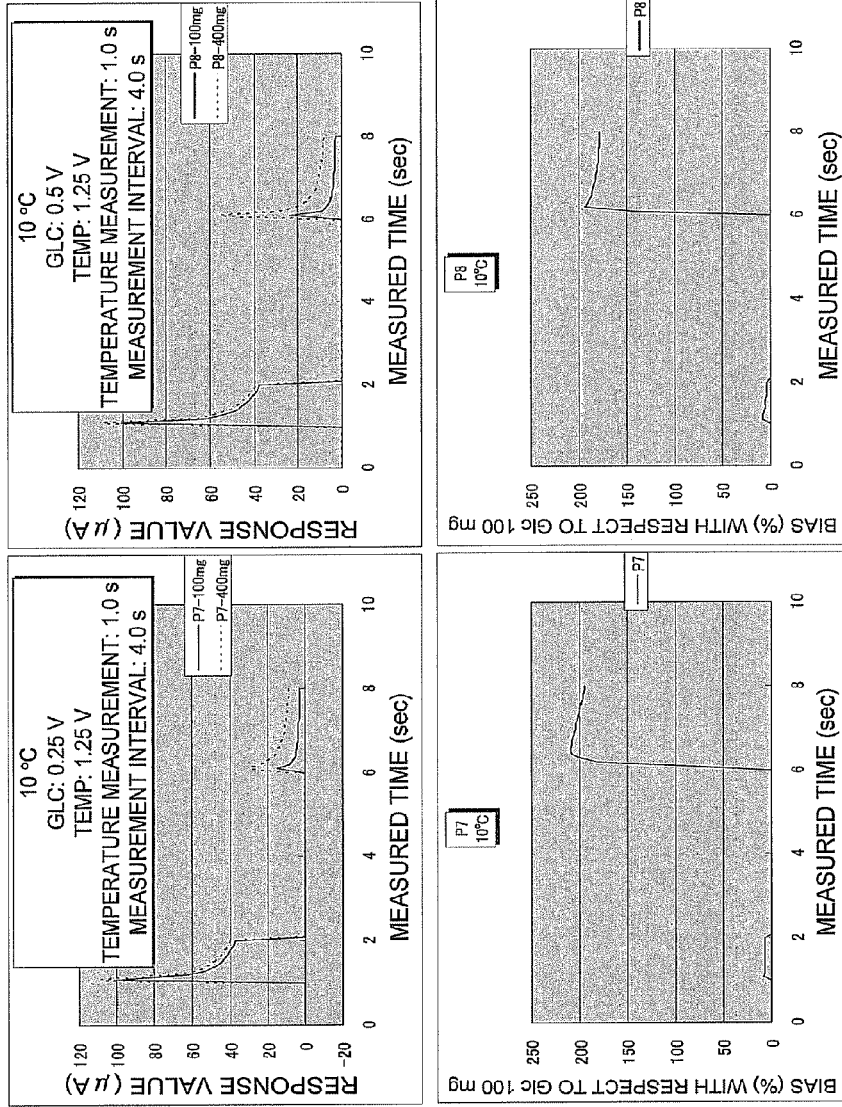 10 °C
GLC: 0.25 V
TEMP: 1.25 V
TEMPERATURE MEASUREMENT: 1.0 s
MEASUREMENT INTERVAL: 4.0 s
P7-100mg
P7-400mg
RESPONSE VALUE (μA)
120
100
80
60
40
20
0
-20
0 2 4 6 8 10
MEASURED TIME (sec)
10 °C
GLC: 0.5 V
TEMP: 1.25 V
TEMPERATURE MEASUREMENT: 1.0 s
MEASUREMENT INTERVAL: 4.0 s
P8-100mg
P8-400mg
RESPONSE VALUE (μA)
120
100
80
60
40
20
0
0 2 4 6 8 10
MEASURED TIME (sec)
P7
10°C
P7
BIAS (%) WITH RESPECT TO Glc 100 mg
250
200
150
100
50
0
0 2 4 6 8 10
MEASURED TIME (sec)
P8
10°C
P8
BIAS (%) WITH RESPECT TO Glc 100 mg
250
200
150
100
50
0
0 2 4 6 8 10
MEASURED TIME (sec)